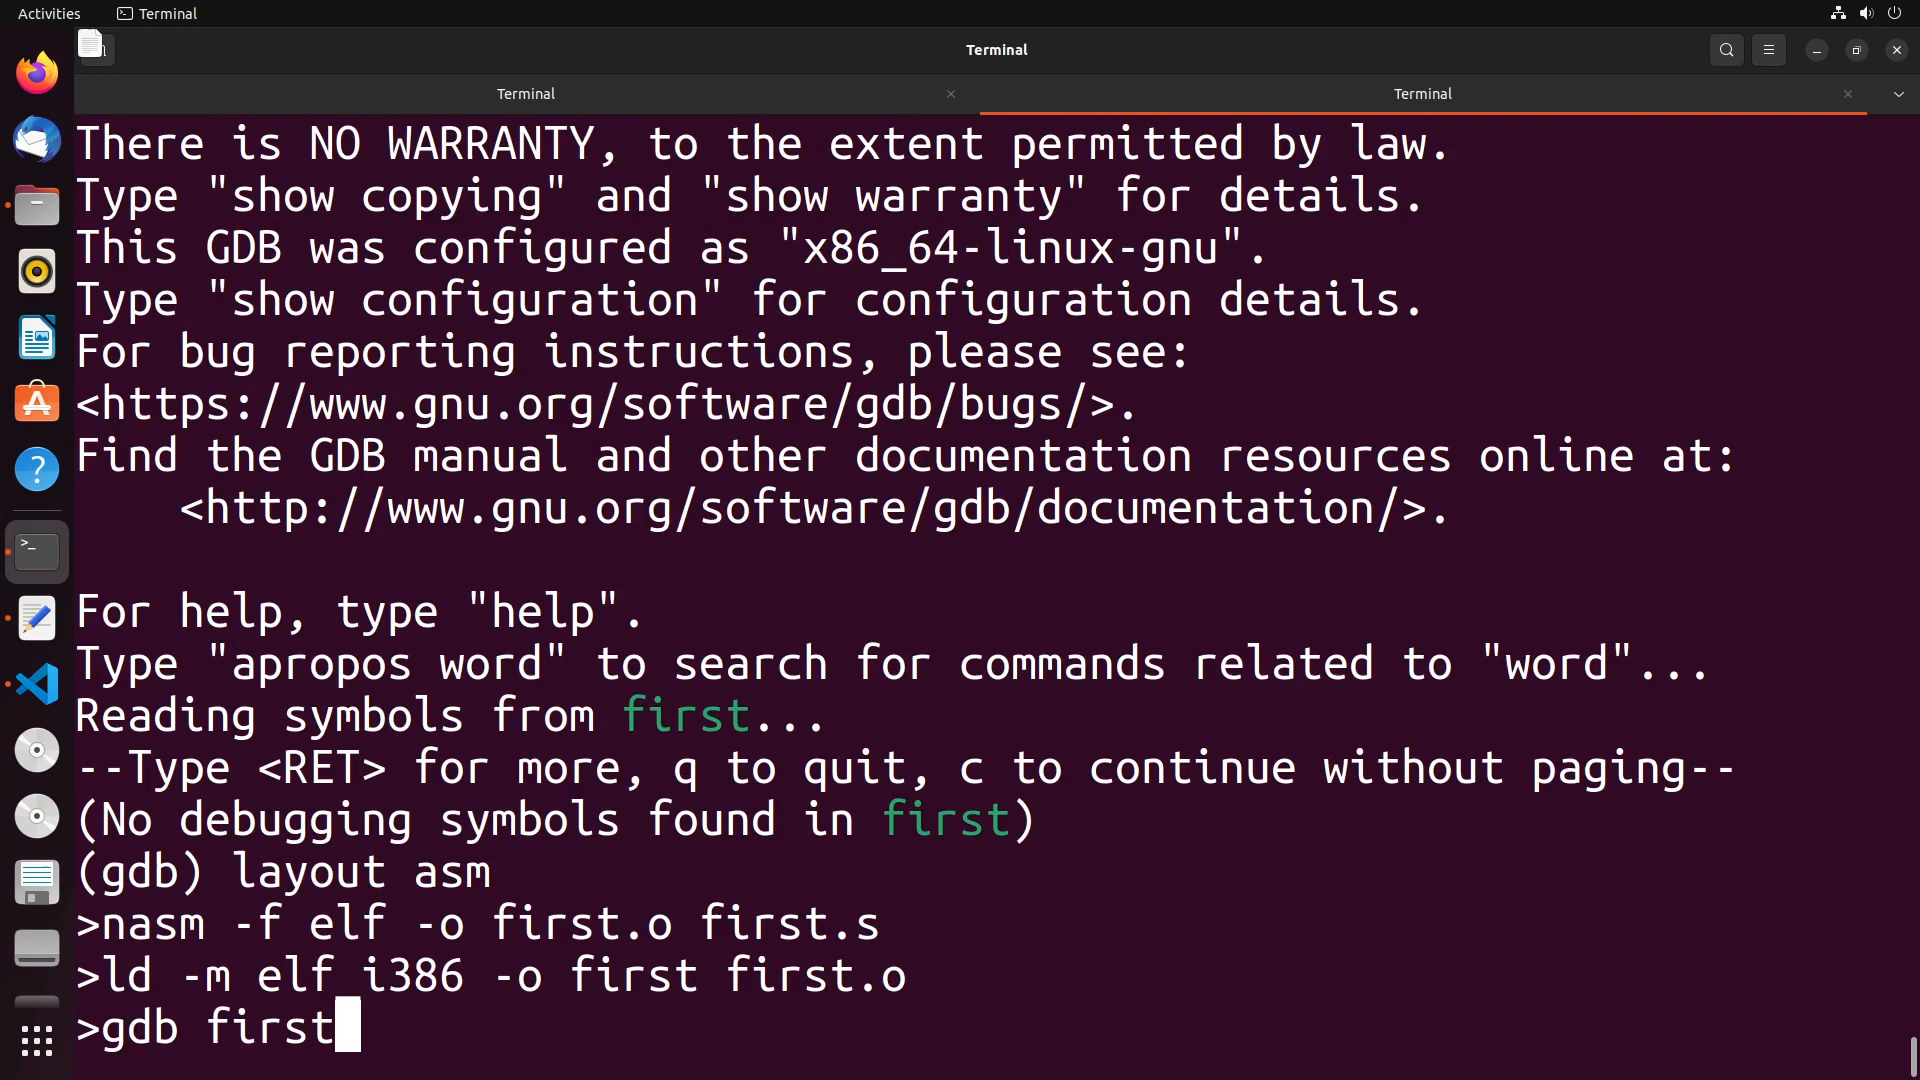 Activities
Terminal
Terminal
Terminal
Terminal
There is NO WARRANTY, to the extent permitted by law.
Type "show copying" and "show warranty" for details.
This GDB was configured as "x86_64-linux-gnu".
Type "show configuration" for configuration details.
For bug reporting instructions, please see:
<https://www.gnu.org/software/gdb/bugs/>.
Find the GDB manual and other documentation resources online at:
    <http://www.gnu.org/software/gdb/documentation/>.
For help, type "help".
Type "apropos word" to search for commands related to "word"...
Reading symbols from first...
--Type <RET> for more, q to quit, c to continue without paging--
(No debugging symbols found in first)
(gdb) layout asm
>nasm -f elf -o first.o first.s
>ld -m elf_i386 -o first first.o
>gdb first